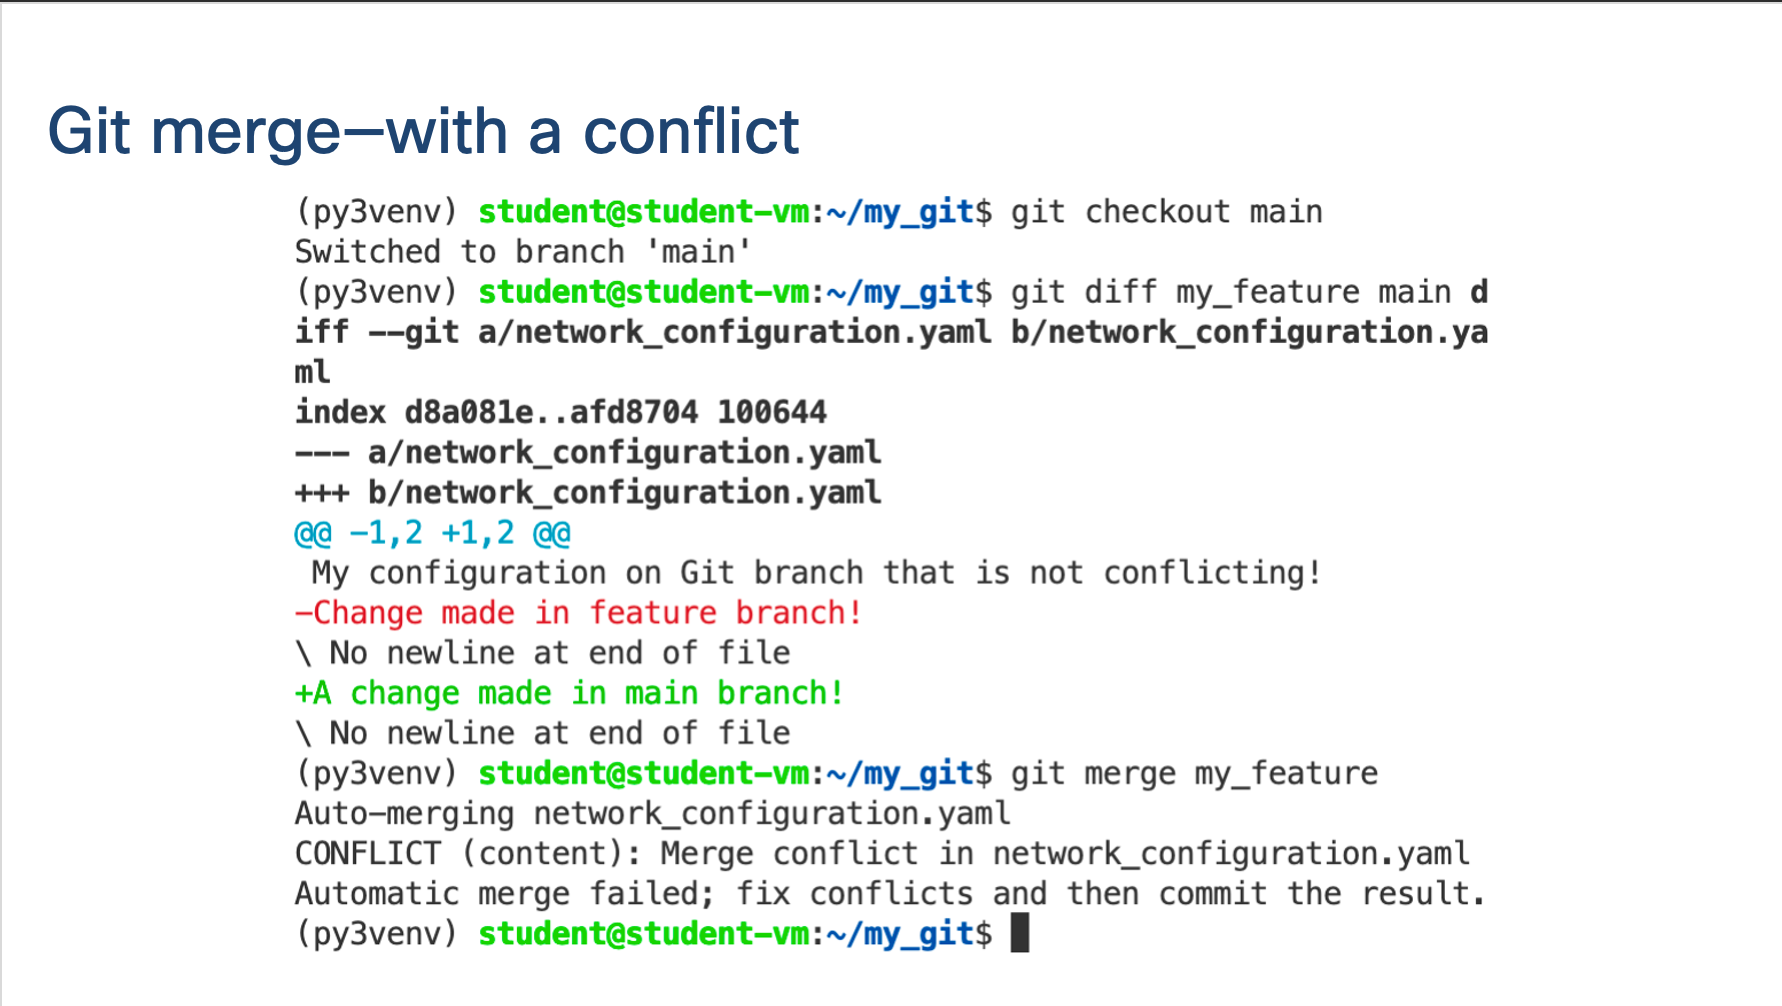 Git merge—with a conflict
(py3venv) student@student-vm:~/my_git$ git checkout main
Switched to branch 'main'
(py3venv) student@student-vm:~/my_git$ git diff my_feature main d
iff --git a/network_configuration.yaml b/network_configuration.ya
ml
index d8a081e..afd8704 100644
--- a/network_configuration.yaml
+++ b/network_configuration.yaml
@@ -1,2 +1,2 @@
 My configuration on Git branch that is not conflicting!
-Change made in feature branch!
\ No newline at end of file
+A change made in main branch!
\ No newline at end of file
(py3venv) student@student-vm:~/my_git$ git merge my_feature
Auto-merging network_configuration.yaml
CONFLICT (content): Merge conflict in network_configuration.yaml
Automatic merge failed; fix conflicts and then commit the result.
(py3venv) student@student-vm:~/my_git$